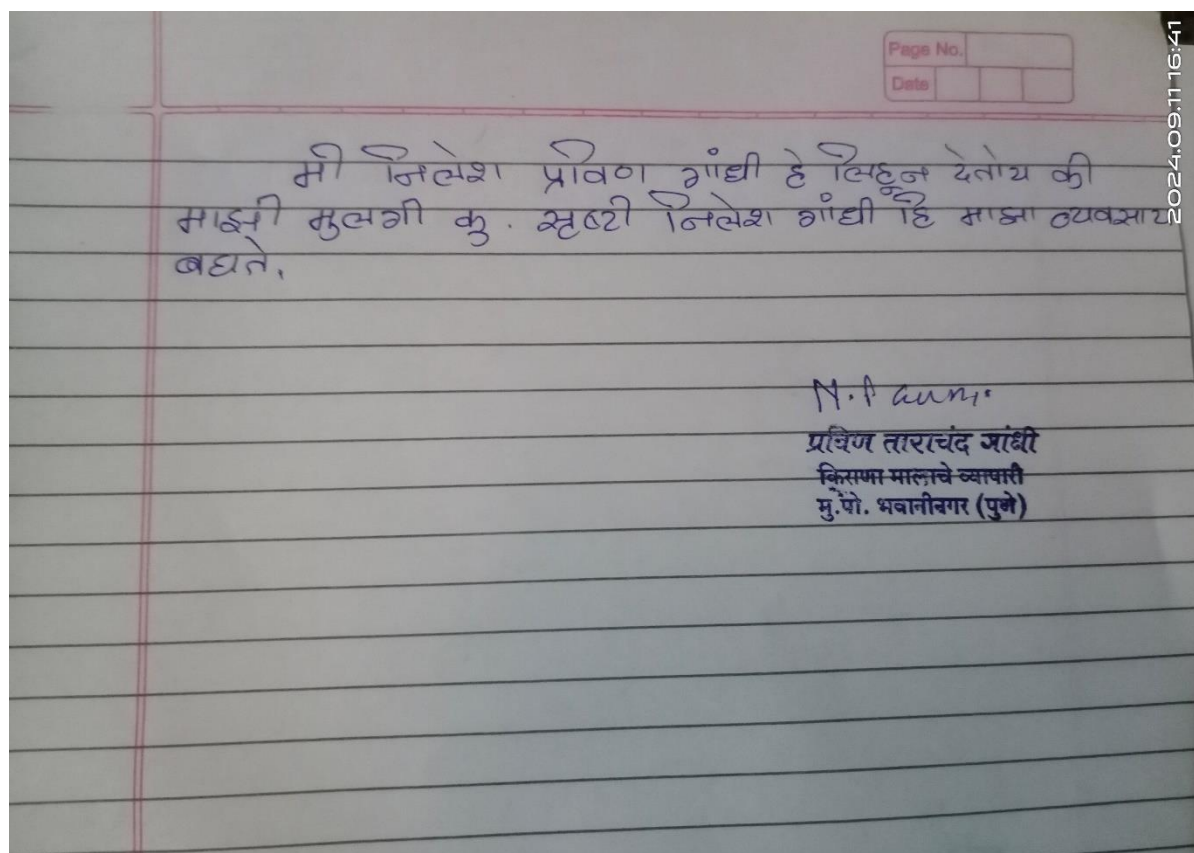 Page No.
Date
2024.09.11 16:41
मी निलेश प्रविण गांधी हे लिहून देतोय की
माझी मुलगी कु. सृष्टी निलेश गांधी हि माझा व्यवसाय
बघते.
प्रविण ताराचंद गांधी
किराणा मालाचे व्यापारी
मु.पो. भवानीनगर (पुणे)